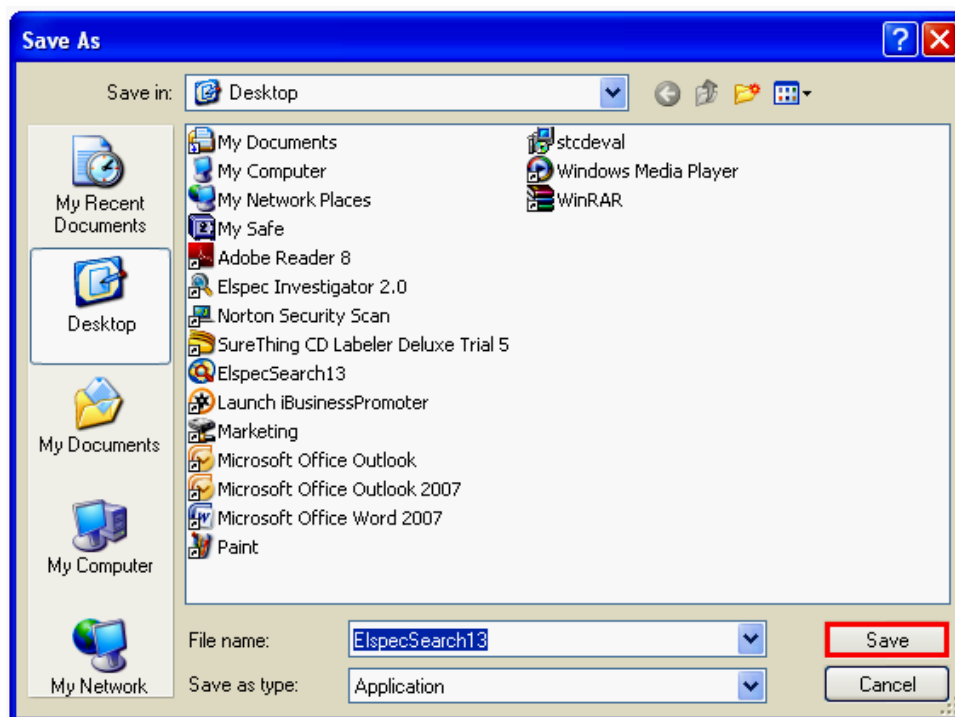 Save As
Save in:
Desktop
My Recent
Documents
Desktop
My Documents
My Computer
My Network
My Documents
My Computer
My Network Places
My Safe
Adobe Reader 8
Elspec Investigator 2.0
Norton Security Scan
SureThing CD Labeler Deluxe Trial 5
ElspecSearch13
Launch iBusinessPromoter
Marketing
Microsoft Office Outlook
Microsoft Office Outlook 2007
Microsoft Office Word 2007
Paint
stcdeval
Windows Media Player
WinRAR
File name:
ElspecSearch13
Save
Save as type:
Application
Cancel